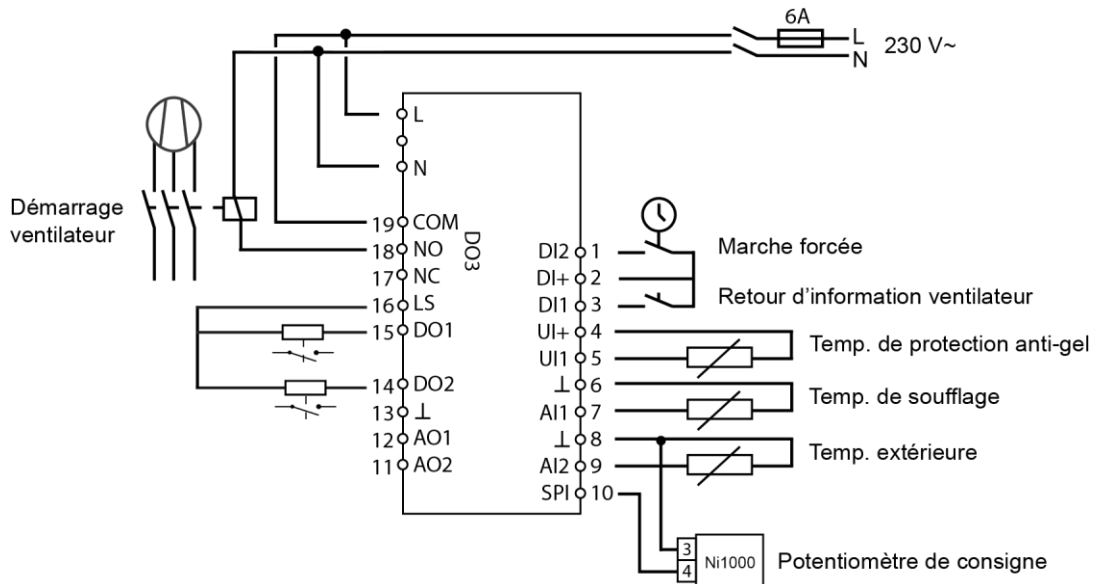 6A
L
N
230 V~
L
N
Démarrage
ventilateur
19 COM
18 NO
17 NC
16 LS
15 DO1
14 DO2
13 ⊥
12 AO1
11 AO2
DO3
DI2 1
DI+ 2
DI1 3
UI+ 4
UI1 5
⊥ 6
AI1 7
⊥ 8
AI2 9
SPI 10
Marche forcée
Retour d’information ventilateur
Temp. de protection anti-gel
Temp. de soufflage
Temp. extérieure
3
4
Ni1000
Potentiomètre de consigne